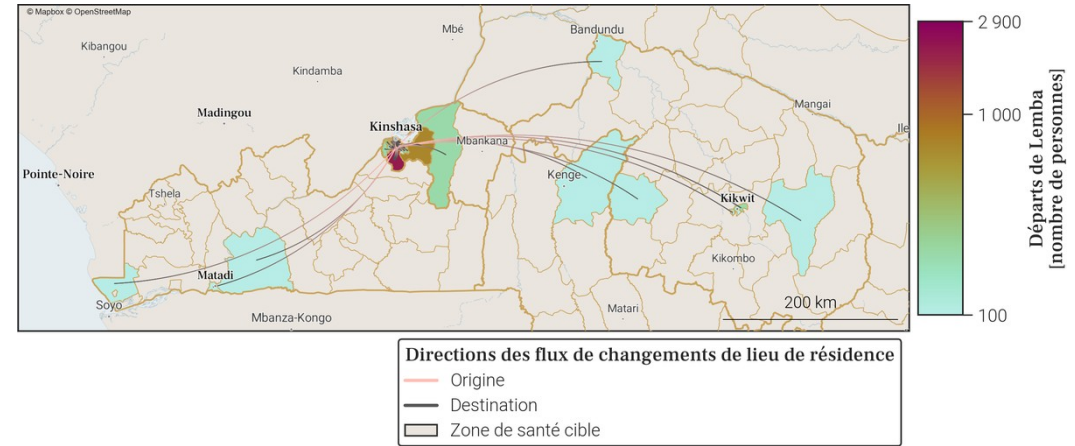 © Mapbox © OpenStreetMap
Kibangou
Mbé
Bandundu
Kindamba
Madingou
Mangai
Kinshasa
Ile
Mbankana
Pointe-Noire
Kenge
Tshela
Kikwit
Kikombo
Matadi
Soyo
Mbanza-Kongo
Matari
200 km
2 900
1 000
100
Départs de Lemba
[nombre de personnes]
Directions des flux de changements de lieu de résidence
Origine
Destination
Zone de santé cible